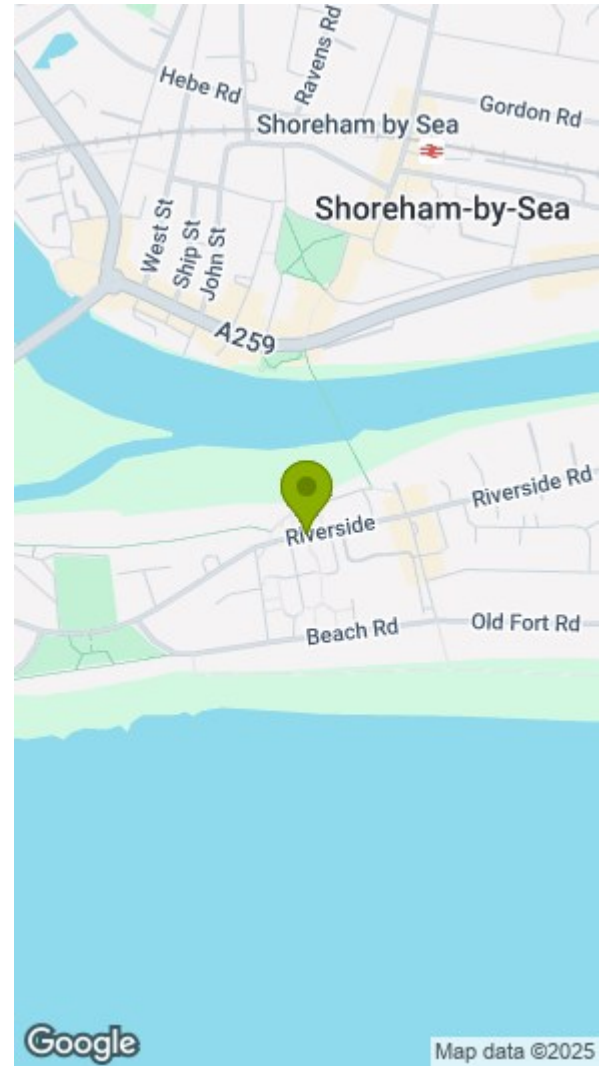 Ravens Rd
Hebe Rd
Gordon Rd
Shoreham by Sea
Shoreham-by-Sea
West St
Ship St
John St
A259
Riverside Rd
Riverside
Beach Rd
Old Fort Rd
Google
Map data ©2025